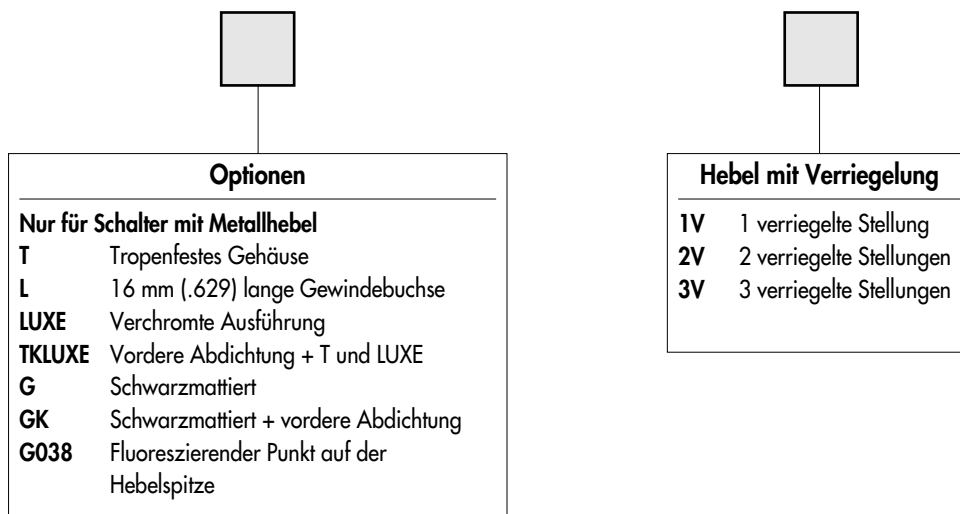 Optionen
Nur für Schalter mit Metallhebel
T Tropenfestes Gehäuse
L 16 mm (.629) lange Gewindebuchse
LUXE Verchromte Ausführung
TKLUXE Vordere Abdichtung + T und LUXE
G Schwarzmattiert
GK Schwarzmattiert + vordere Abdichtung
G038 Fluoreszierender Punkt auf der
Hebelspitze
Hebel mit Verriegelung
1V 1 verriegelte Stellung
2V 2 verriegelte Stellungen
3V 3 verriegelte Stellungen